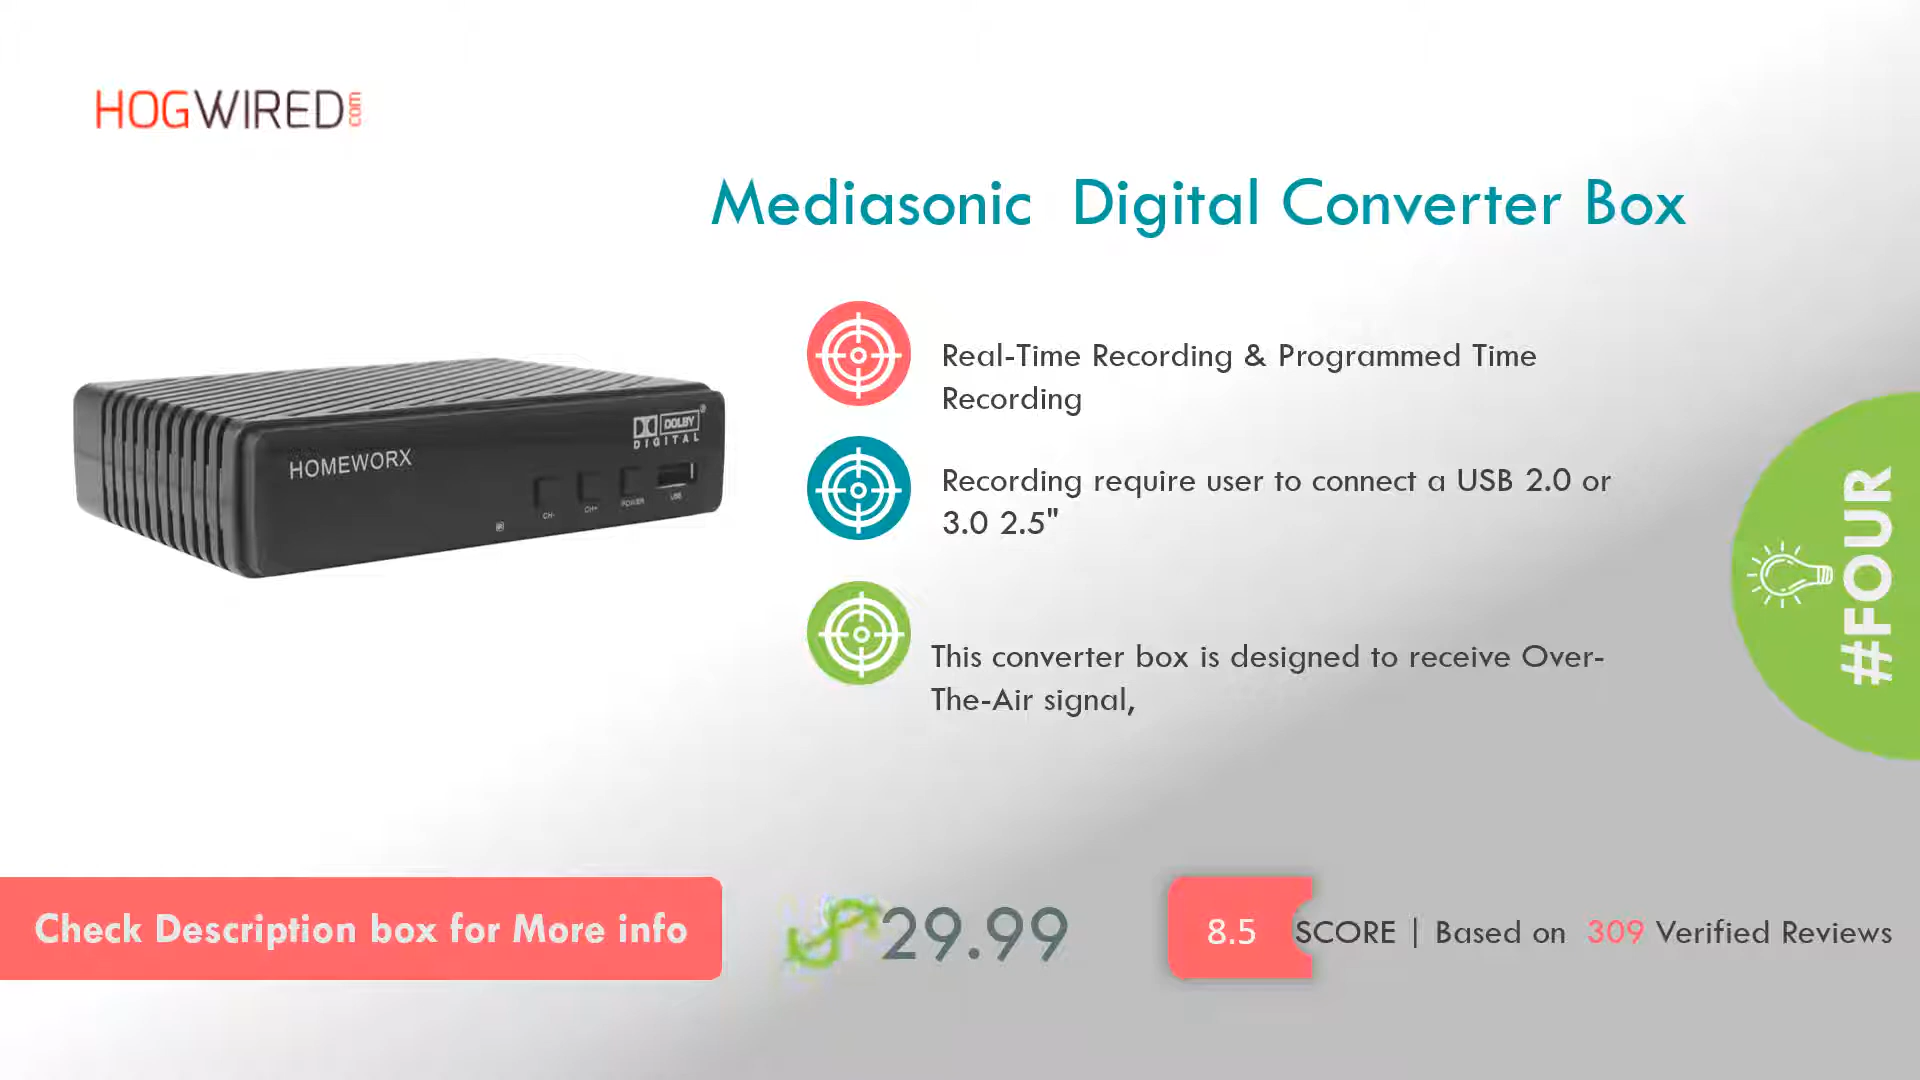 HOGWIRED.com
Mediasonic Digital Converter Box
Real-Time Recording & Programmed Time
Recording
Recording require user to connect a USB 2.0 or
3.0 2.5"
This converter box is designed to receive Over-
The-Air signal,
HOMEWORX
DOLBY
DIGITAL
CH-
CH+
POWER
USB
#FOUR
Check Description box for More info
$29.99
8.5 SCORE | Based on 309 Verified Reviews